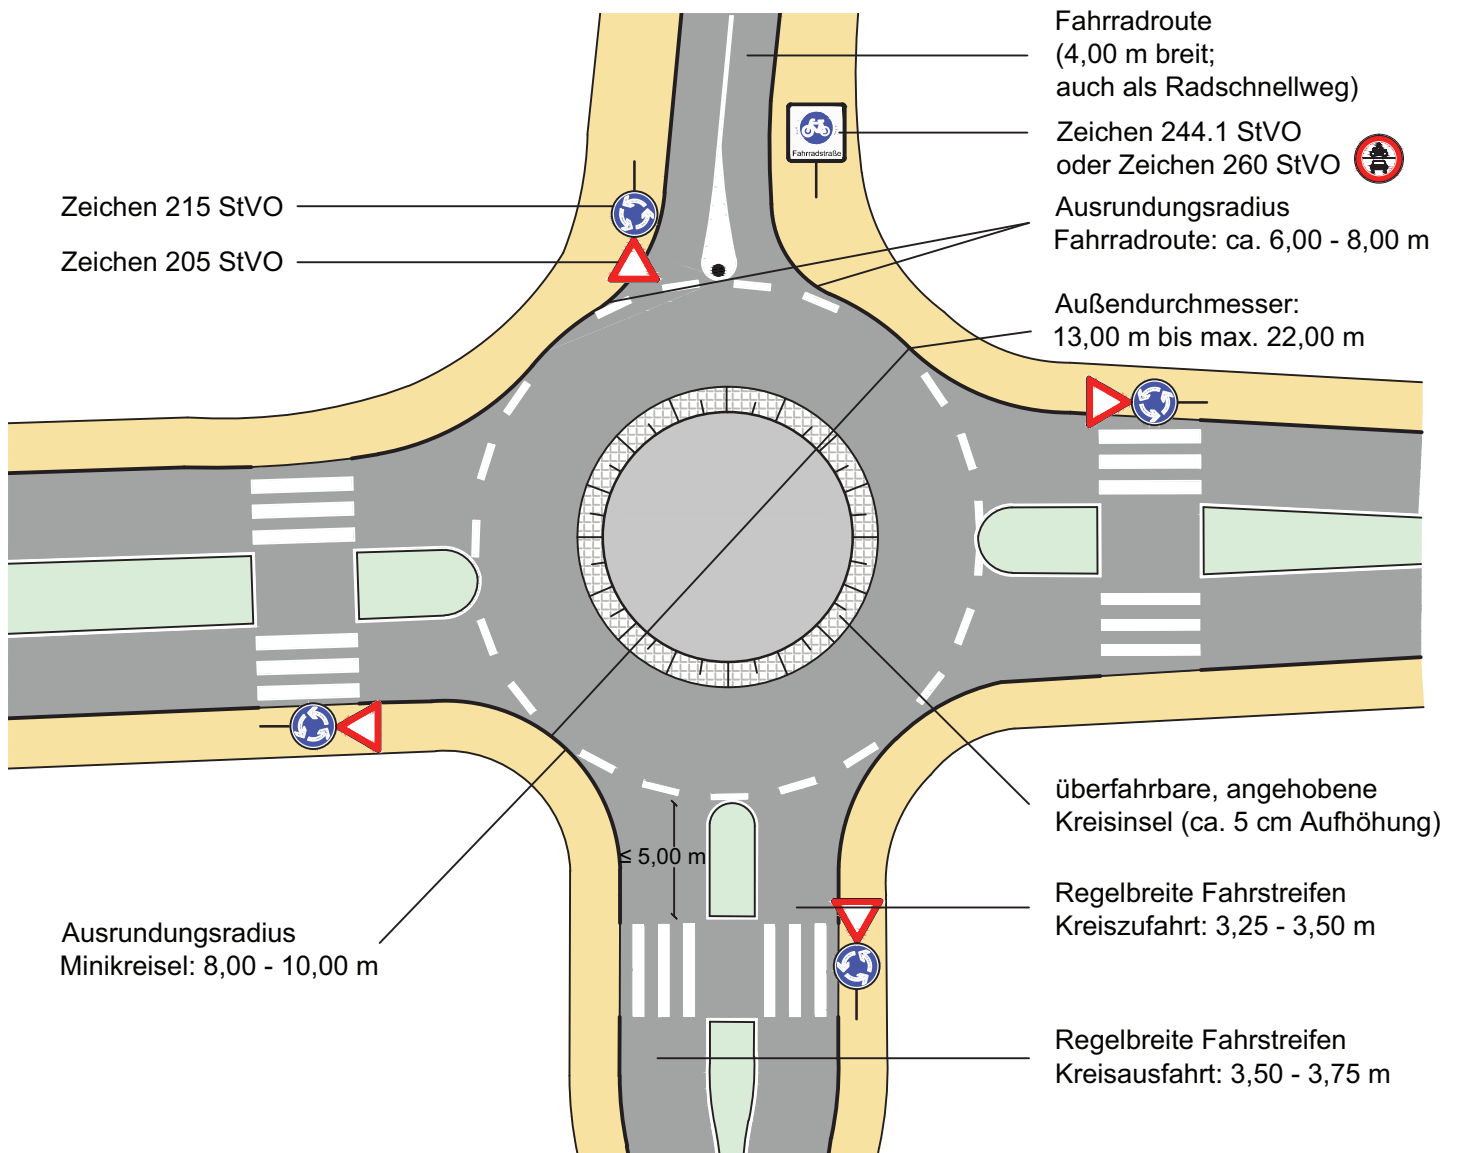 Fahrradroute
(4,00 m breit;
auch als Radschnellweg)
Fahrradstraße
Zeichen 244.1 StVO
oder Zeichen 260 StVO
Zeichen 215 StVO
Zeichen 205 StVO
Ausrundungsradius
Fahrradroute: ca. 6,00 - 8,00 m
Außendurchmesser:
13,00 m bis max. 22,00 m
überfahrbare, angehobene
Kreisinsel (ca. 5 cm Aufhöhung)
≤ 5,00 m
Regelbreite Fahrstreifen
Kreiszufahrt: 3,25 - 3,50 m
Ausrundungsradius
Minikreisel: 8,00 - 10,00 m
Regelbreite Fahrstreifen
Kreisausfahrt: 3,50 - 3,75 m